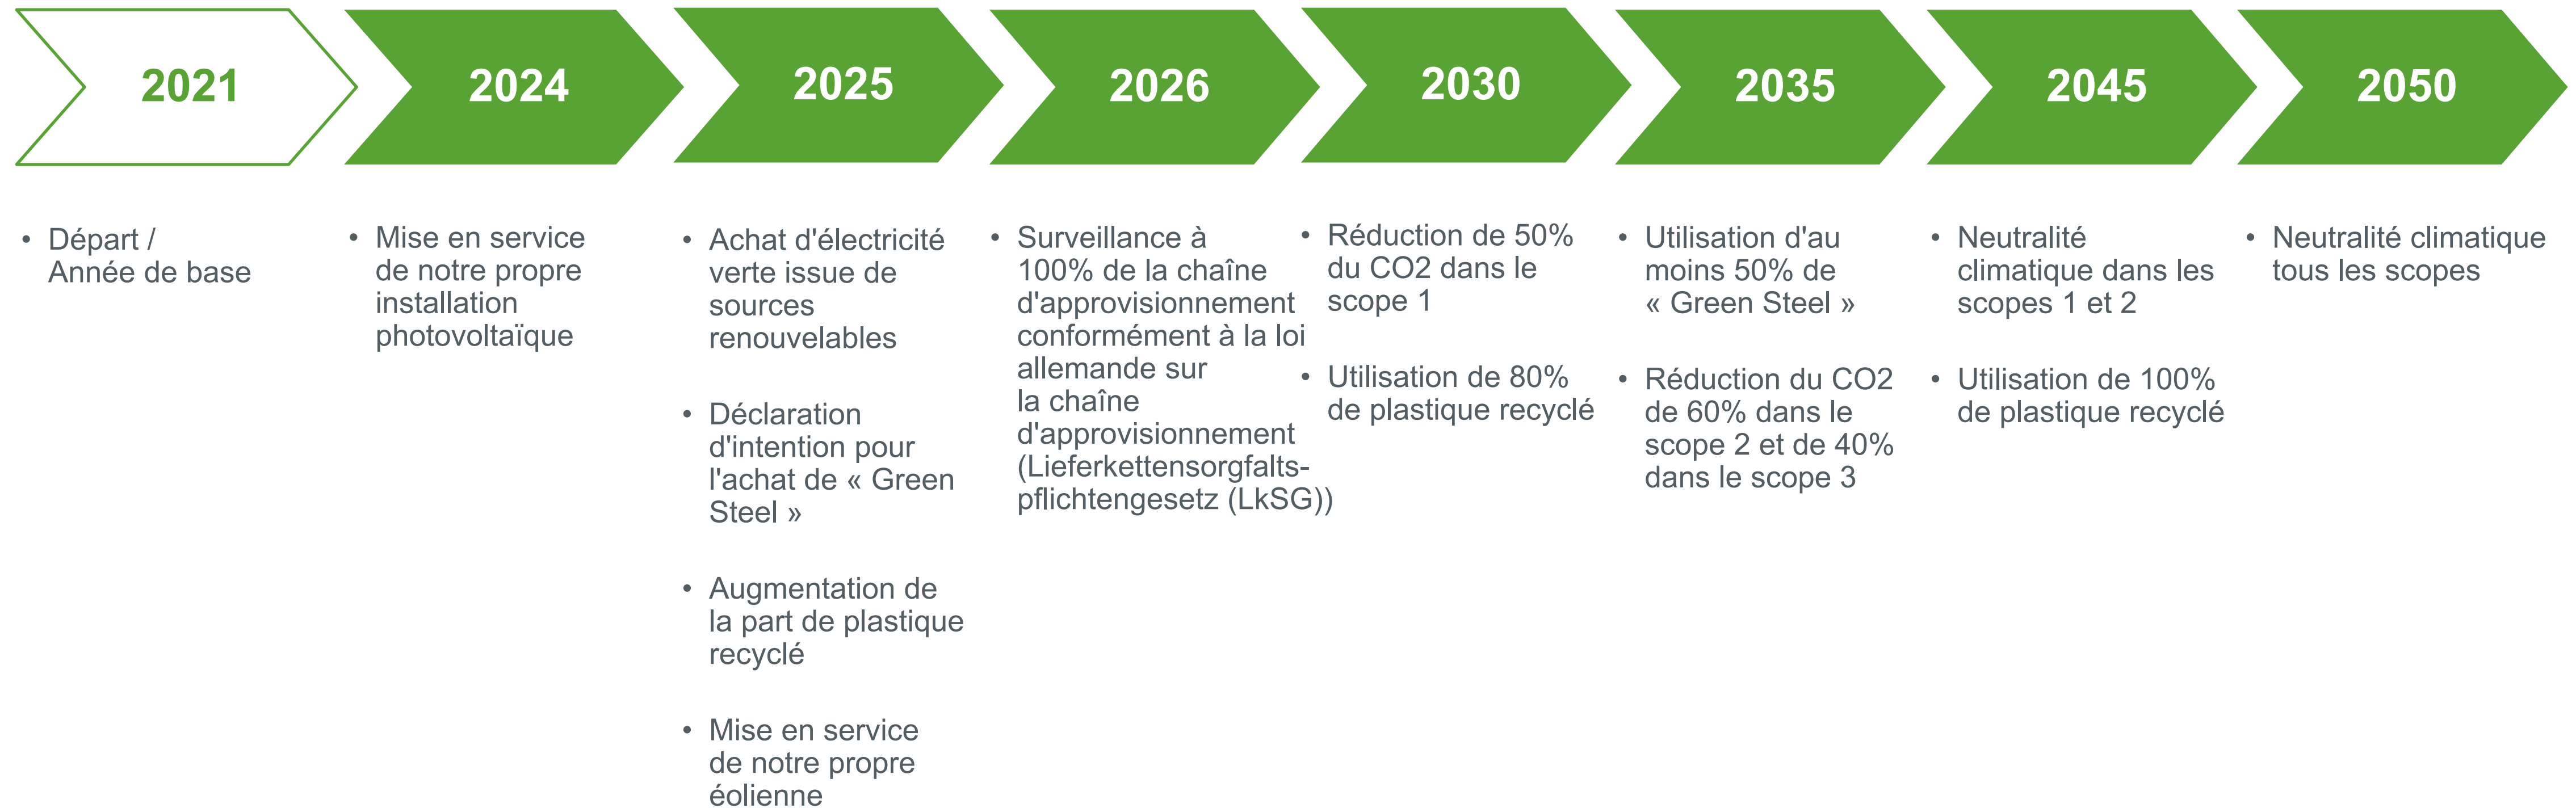 2021
2024
2025
2026
2030
2035
2045
2050
• Départ /
Année de base
• Mise en service
de notre propre
installation
photovoltaïque
• Achat d'électricité
verte issue de
sources
renouvelables
• Déclaration
d'intention pour
l'achat de « Green
Steel »
• Augmentation de
la part de plastique
recyclé
• Mise en service
de notre propre
éolienne
• Surveillance à
100% de la chaîne
d'approvisionnement
conformément à la loi
allemande sur
la chaîne
d'approvisionnement
(Lieferkettensorgfalts-
pflichtengesetz (LkSG))
• Réduction de 50%
du CO2 dans le
scope 1
• Utilisation de 80%
de plastique recyclé
• Utilisation d'au
moins 50% de
« Green Steel »
• Réduction du CO2
de 60% dans le
scope 2 et de 40%
dans le scope 3
• Neutralité
climatique dans les
scopes 1 et 2
• Utilisation de 100%
de plastique recyclé
• Neutralité climatique
tous les scopes